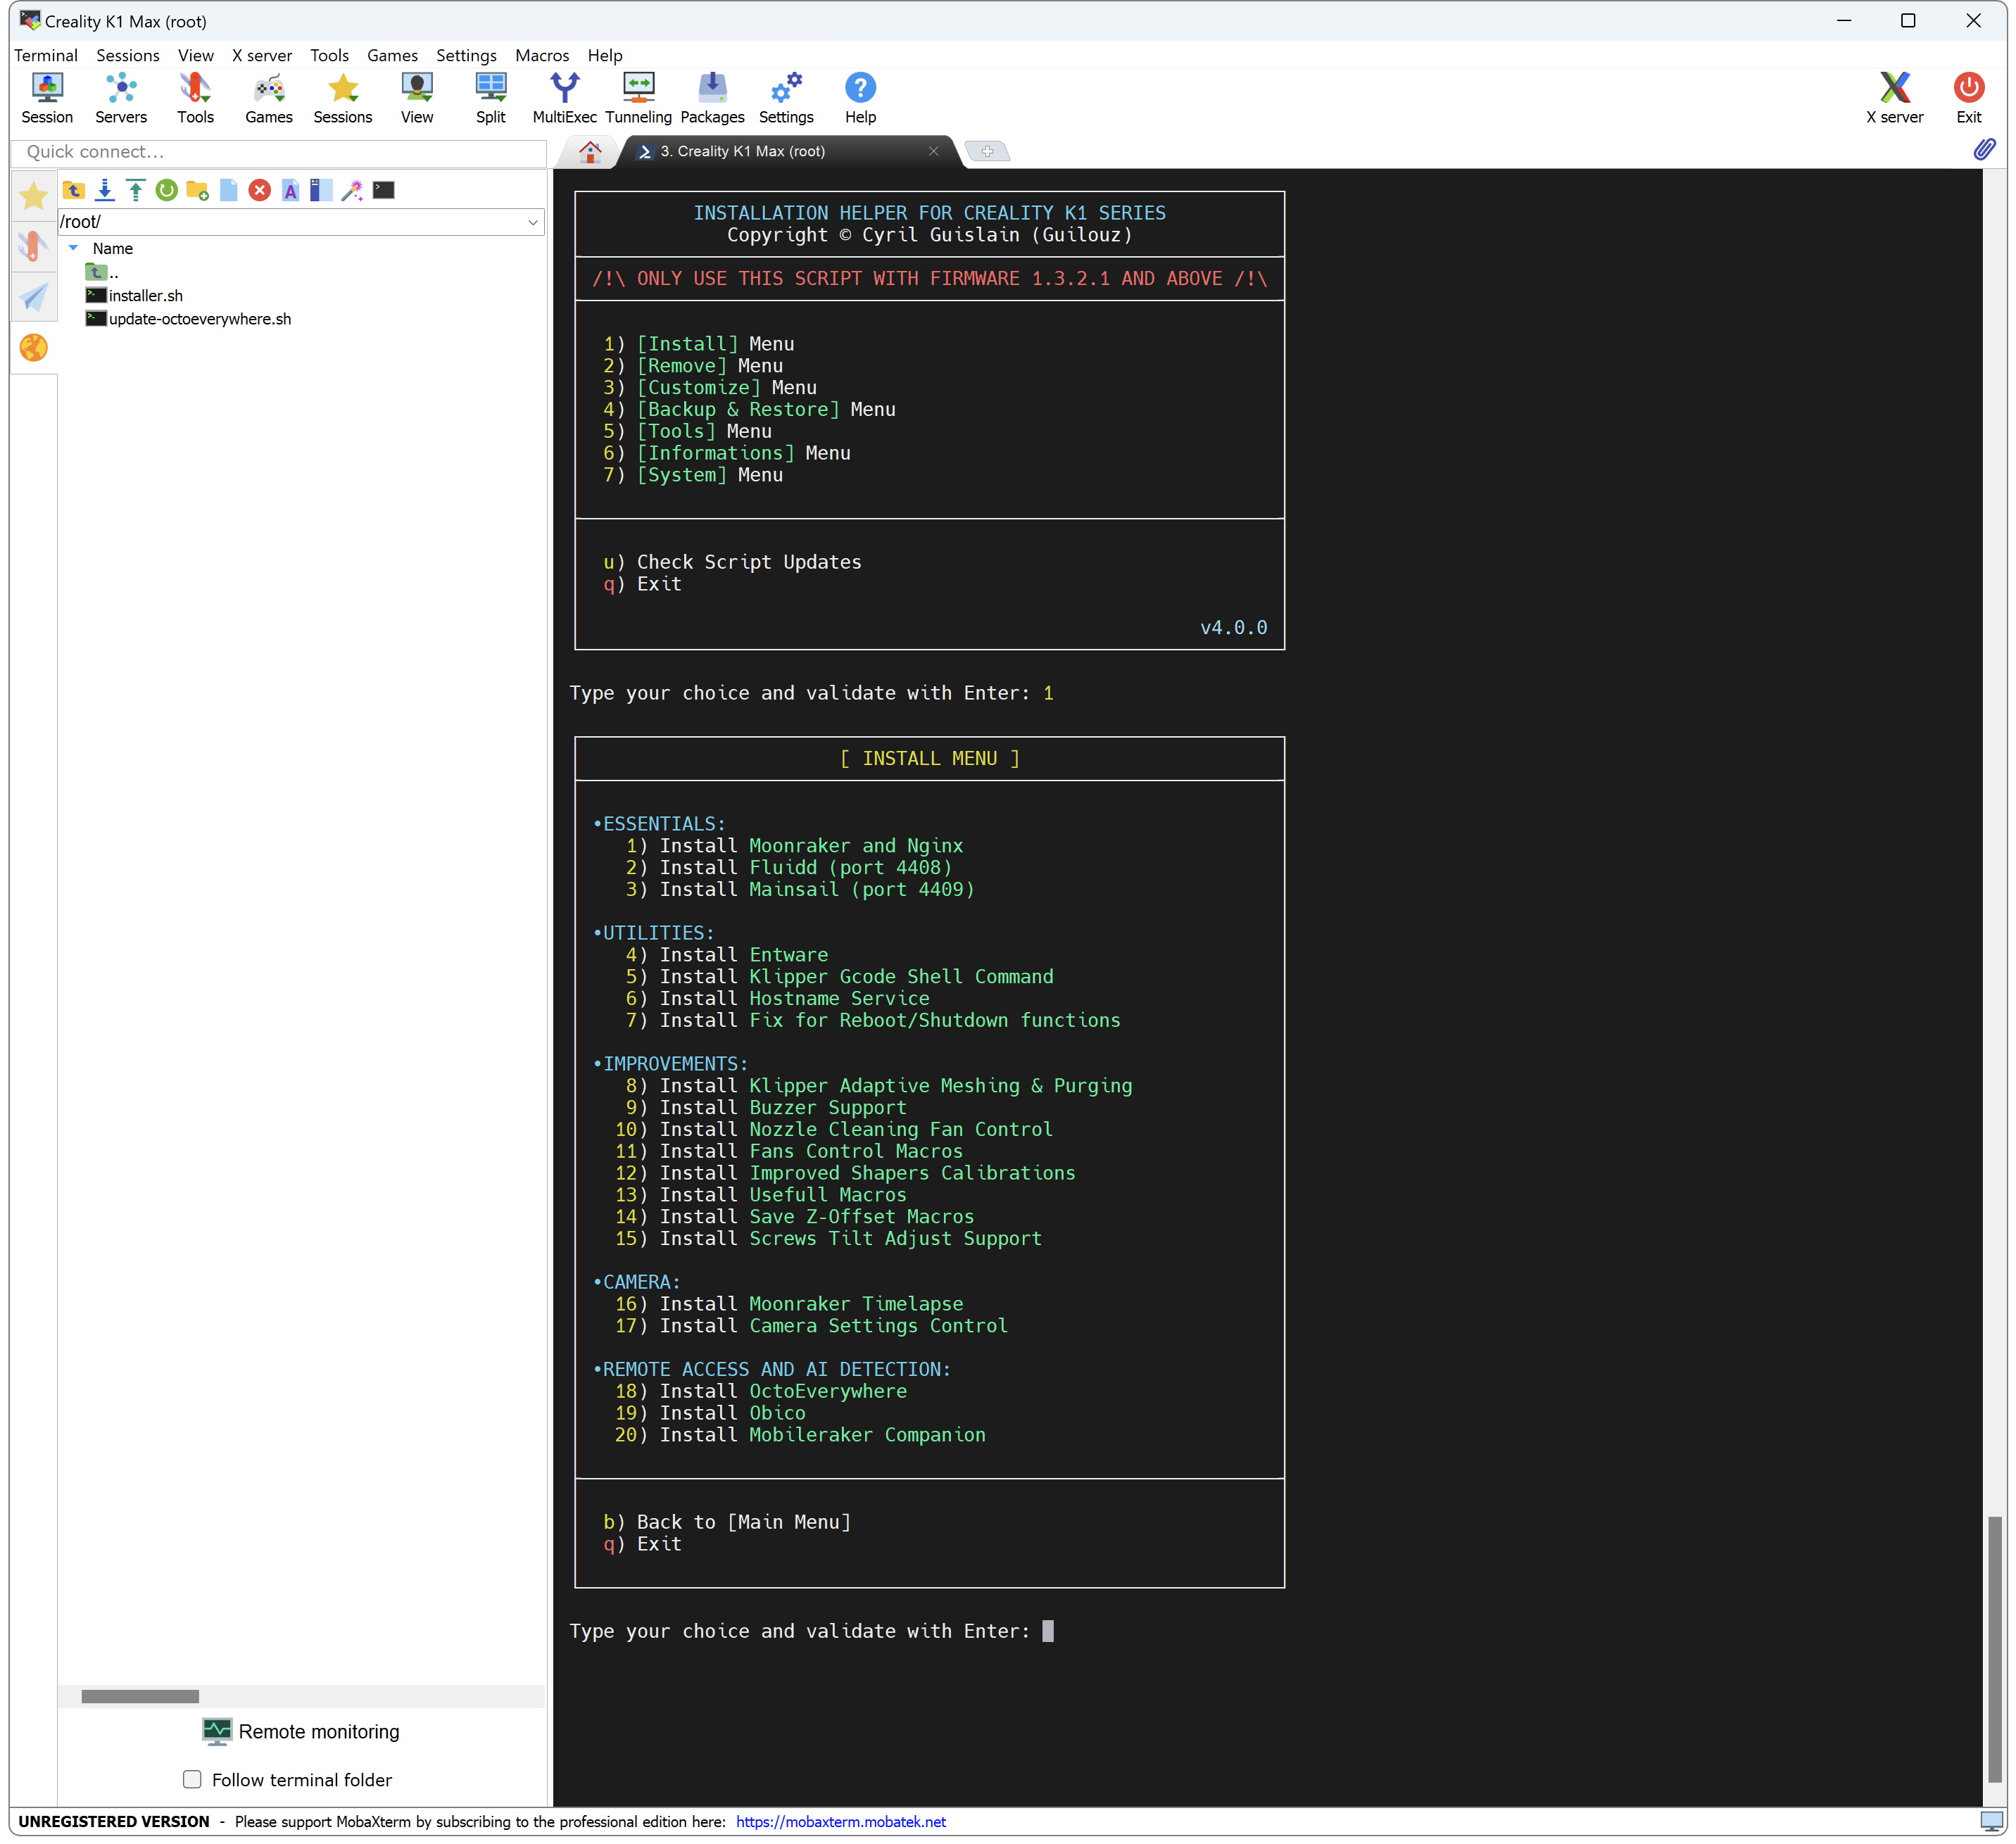 Creality K1 Max (root)
Terminal Sessions View X server Tools Games Settings Macros Help
Session Servers Tools Games Sessions View Split MultiExec Tunneling Packages Settings Help X server Exit
Quick connect...
3. Creality K1 Max (root)
/root/
Name
..
installer.sh
update-octoeverywhere.sh
INSTALLATION HELPER FOR CREALITY K1 SERIES
Copyright © Cyril Guislain (Guilouz)
/!\ ONLY USE THIS SCRIPT WITH FIRMWARE 1.3.2.1 AND ABOVE /!\
1) [Install] Menu
2) [Remove] Menu
3) [Customize] Menu
4) [Backup & Restore] Menu
5) [Tools] Menu
6) [Informations] Menu
7) [System] Menu
u) Check Script Updates
q) Exit
v4.0.0
Type your choice and validate with Enter: 1
[ INSTALL MENU ]
•ESSENTIALS:
1) Install Moonraker and Nginx
2) Install Fluidd (port 4408)
3) Install Mainsail (port 4409)
•UTILITIES:
4) Install Entware
5) Install Klipper Gcode Shell Command
6) Install Hostname Service
7) Install Fix for Reboot/Shutdown functions
•IMPROVEMENTS:
8) Install Klipper Adaptive Meshing & Purging
9) Install Buzzer Support
10) Install Nozzle Cleaning Fan Control
11) Install Fans Control Macros
12) Install Improved Shapers Calibrations
13) Install Usefull Macros
14) Install Save Z-Offset Macros
15) Install Screws Tilt Adjust Support
•CAMERA:
16) Install Moonraker Timelapse
17) Install Camera Settings Control
•REMOTE ACCESS AND AI DETECTION:
18) Install OctoEverywhere
19) Install Obico
20) Install Mobileraker Companion
b) Back to [Main Menu]
q) Exit
Type your choice and validate with Enter:
Remote monitoring
Follow terminal folder
UNREGISTERED VERSION - Please support MobaXterm by subscribing to the professional edition here: https://mobaxterm.mobatek.net